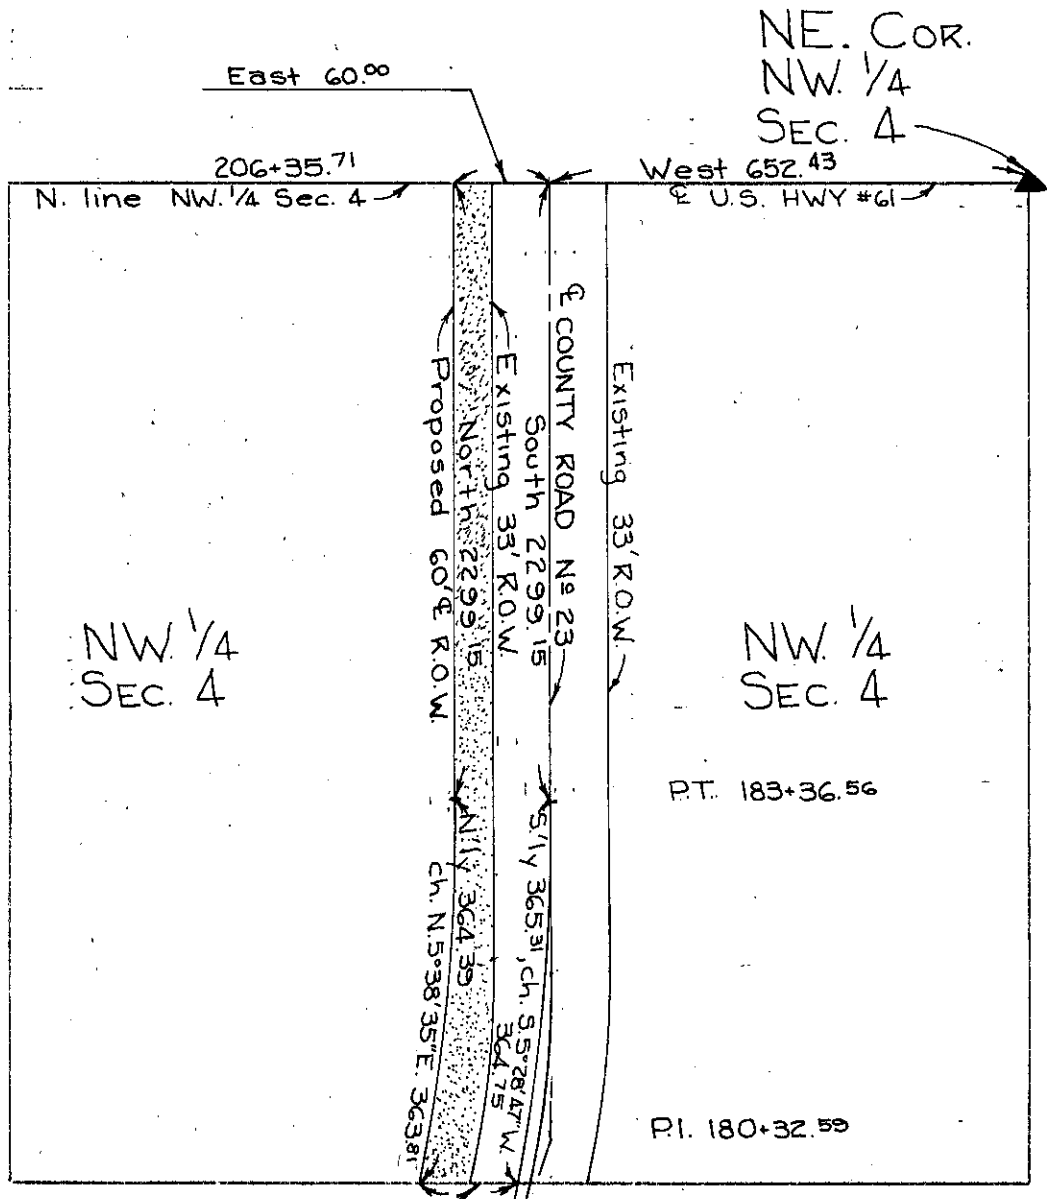 NE. COR.
NW. 1/4
SEC. 4
East 60.00
206+35.71
West 652.43
N. line NW. 1/4 Sec. 4
℄ U.S. HWY #61
Proposed 60'℄ R.O.W.
North 2299.15
Existing 33' R.O.W.
South 2299.15
℄ COUNTY ROAD Nº 23
Existing 33' R.O.W.
NW. 1/4
SEC. 4
NW. 1/4
SEC. 4
P.T. 183+36.56
N'ly 364.39
Ch. N.5°38'35"E. 363.81
S'ly 365.31, Ch. S.5°28'47"W.
364.75
P.I. 180+32.59